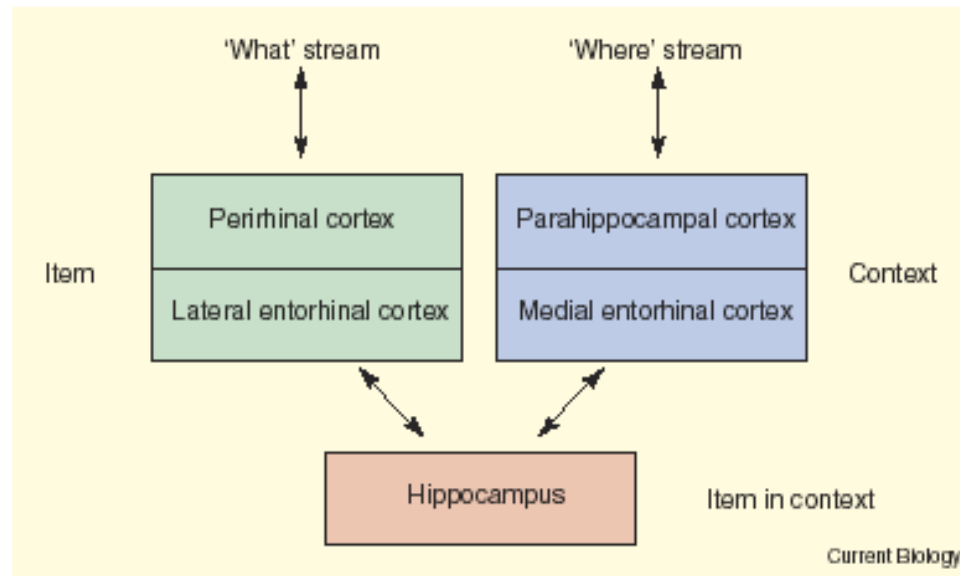 'What' stream
'Where' stream
Perirhinal cortex
Parahippocampal cortex
Item
Context
Lateral entorhinal cortex
Medial entorhinal cortex
Hippocampus
Item in context
Current Biology